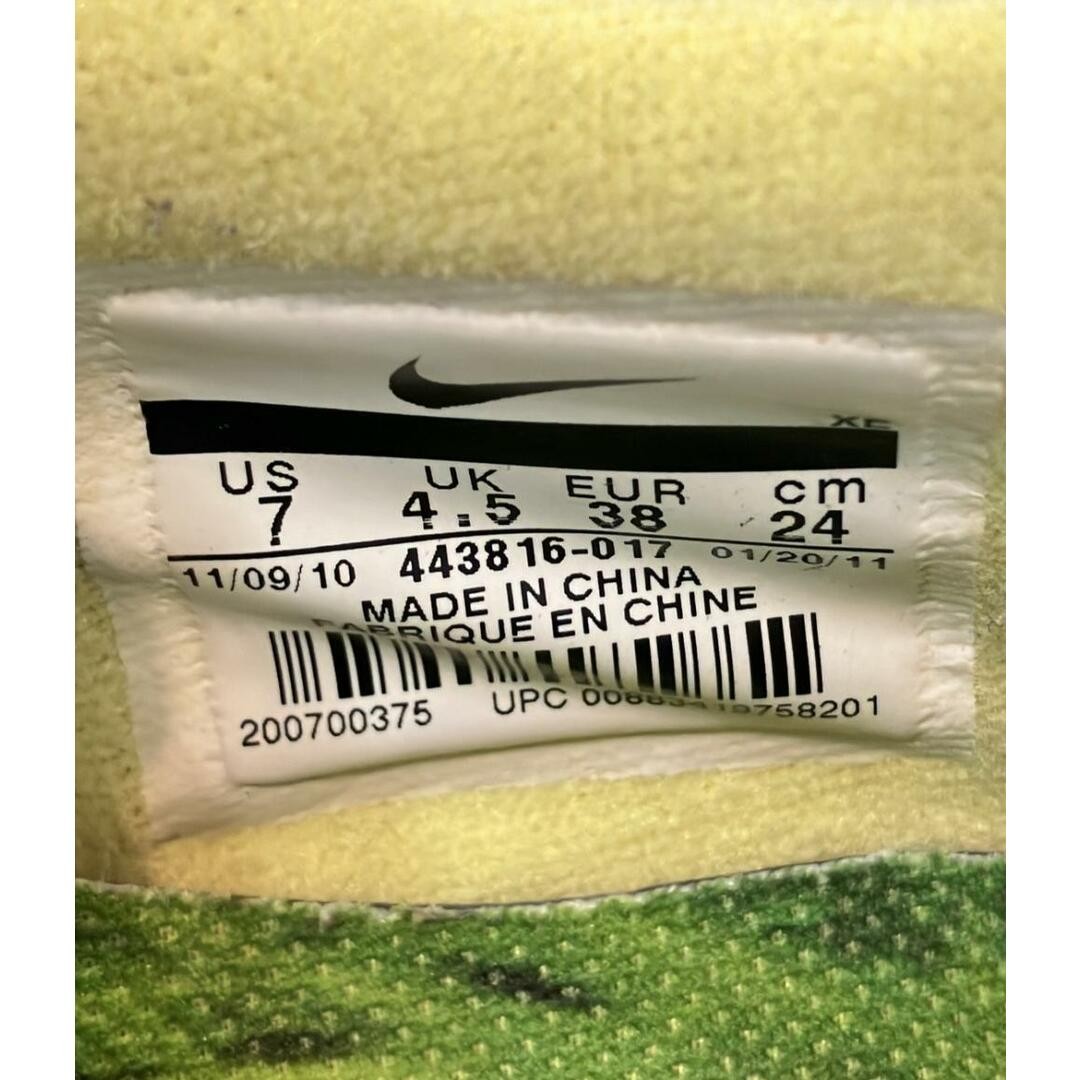 XE
US UK EUR cm
7 4.5 38 24
11/09/10 443816-017 01/20/11
MADE IN CHINA
FABRIQUE EN CHINE
200700375 UPC